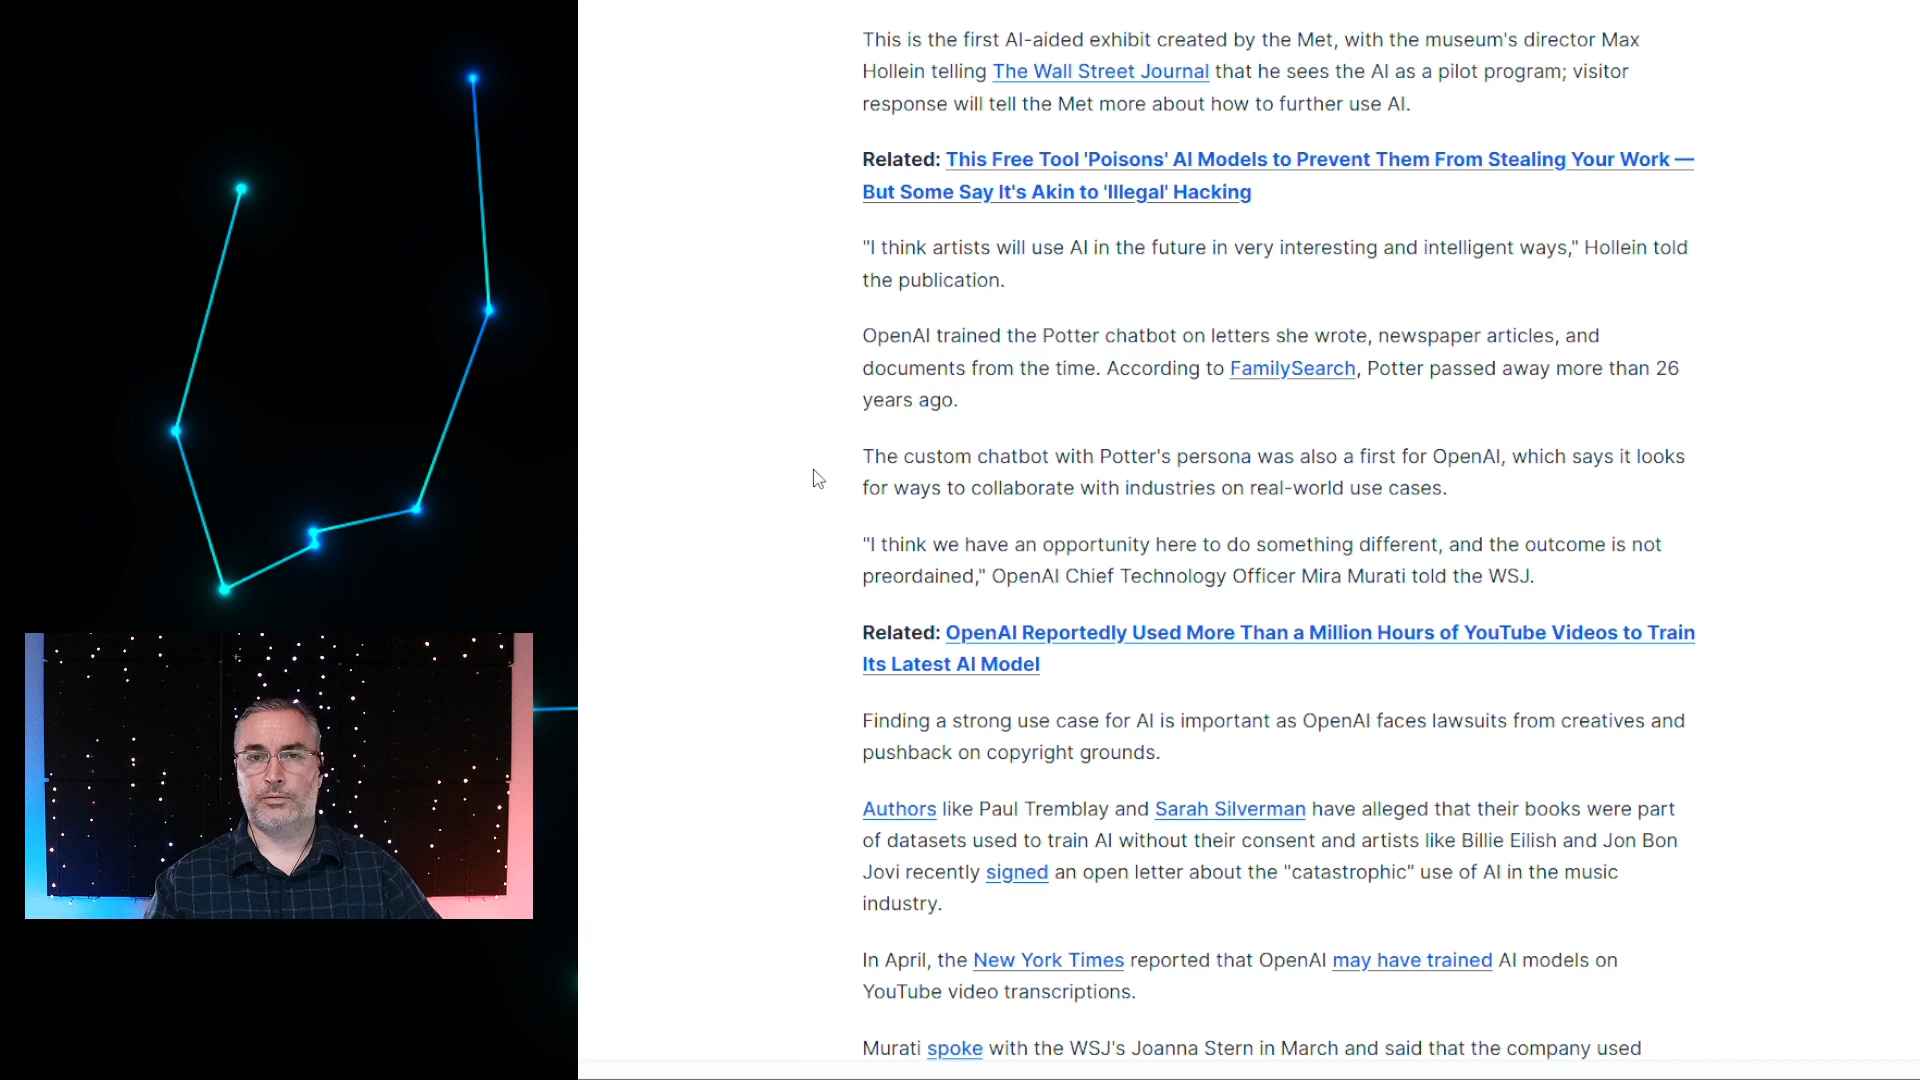 This is the first AI-aided exhibit created by the Met, with the museum's director Max
Hollein telling The Wall Street Journal that he sees the AI as a pilot program; visitor
response will tell the Met more about how to further use AI.
Related: This Free Tool 'Poisons' AI Models to Prevent Them From Stealing Your Work —
But Some Say It's Akin to 'Illegal' Hacking
"I think artists will use AI in the future in very interesting and intelligent ways," Hollein told
the publication.
OpenAI trained the Potter chatbot on letters she wrote, newspaper articles, and
documents from the time. According to FamilySearch, Potter passed away more than 26
years ago.
The custom chatbot with Potter's persona was also a first for OpenAI, which says it looks
for ways to collaborate with industries on real-world use cases.
"I think we have an opportunity here to do something different, and the outcome is not
preordained," OpenAI Chief Technology Officer Mira Murati told the WSJ.
Related: OpenAI Reportedly Used More Than a Million Hours of YouTube Videos to Train
Its Latest AI Model
Finding a strong use case for AI is important as OpenAI faces lawsuits from creatives and
pushback on copyright grounds.
Authors like Paul Tremblay and Sarah Silverman have alleged that their books were part
of datasets used to train AI without their consent and artists like Billie Eilish and Jon Bon
Jovi recently signed an open letter about the "catastrophic" use of AI in the music
industry.
In April, the New York Times reported that OpenAI may have trained AI models on
YouTube video transcriptions.
Murati spoke with the WSJ's Joanna Stern in March and said that the company used